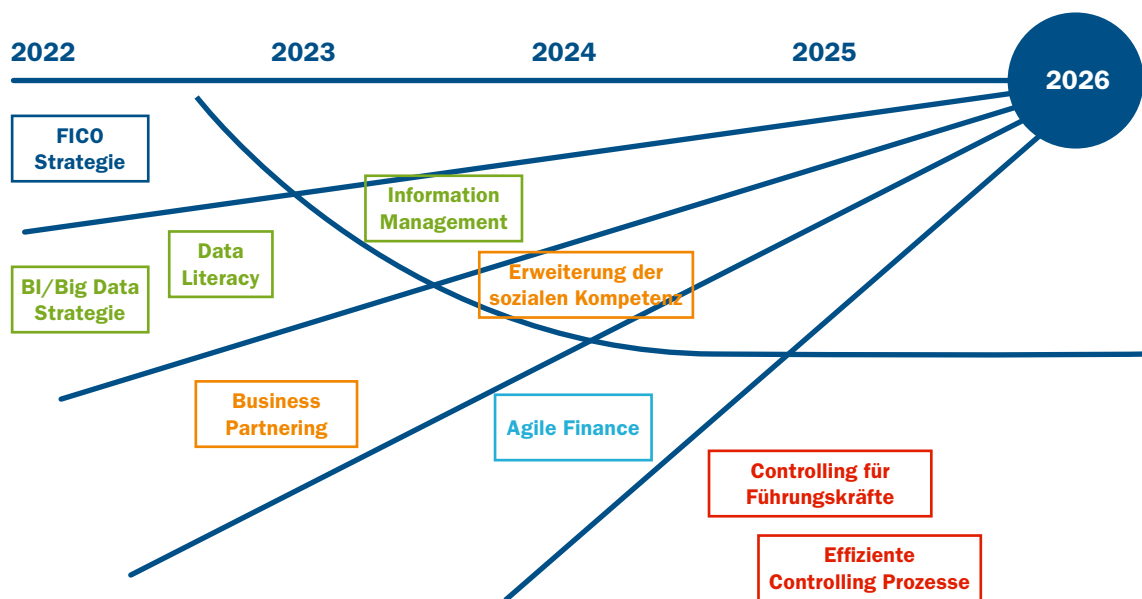 2022
2023
2024
2025
2026
FICO
Strategie
Information
Management
Data
Literacy
BI/Big Data
Strategie
Erweiterung der
sozialen Kompetenz
Business
Partnering
Agile Finance
Controlling für
Führungskräfte
Effiziente
Controlling Prozesse